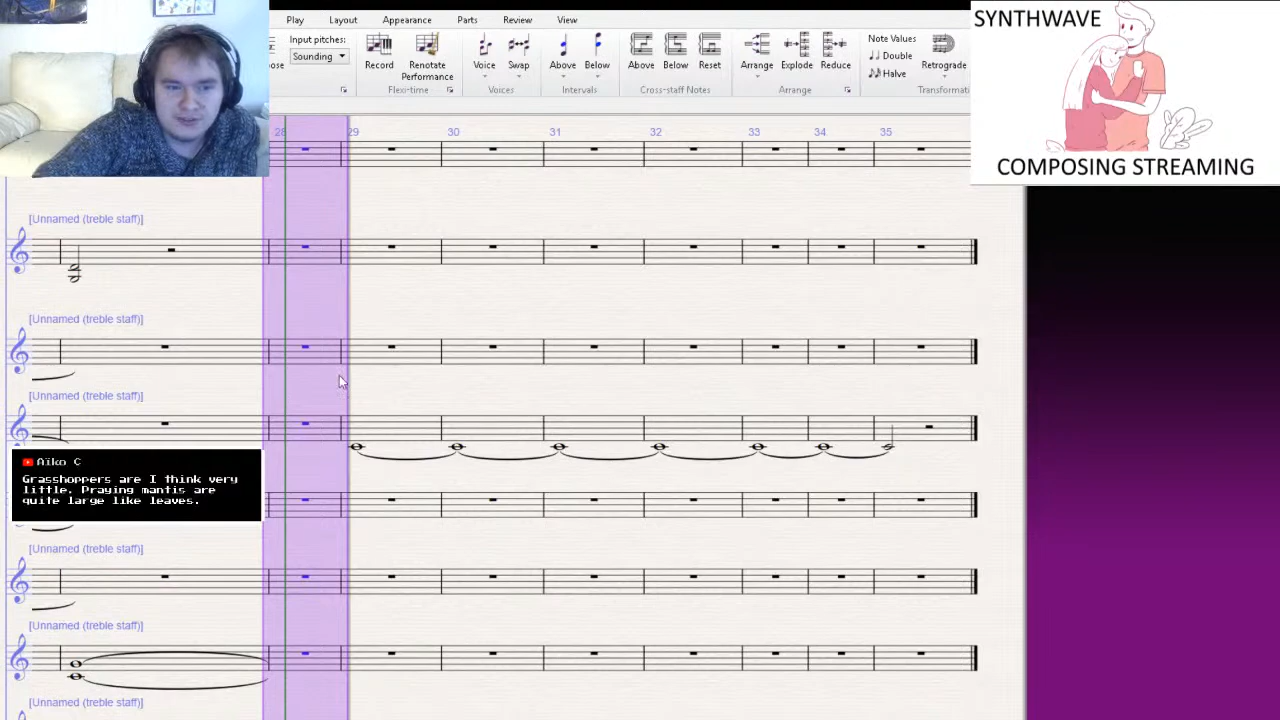 Play Layout Appearance Parts Review View
SYNTHWAVE
Input pitches:
Sounding
Record
Renotate
Performance
Voice
Swap
Above
Below
Above
Below
Reset
Arrange
Explode
Reduce
Note Values
Double
Halve
Retrograde
Flex-time
Voices
Intervals
Cross-staff Notes
Arrange
COMPOSING STREAMING
28 29 30 31 32 33 34 35
[Unnamed (treble staff)]
[Unnamed (treble staff)]
[Unnamed (treble staff)]
Aiko C
Grasshoppers are I think very
little. Praying mantis are
quite large like leaves.
[Unnamed (treble staff)]
[Unnamed (treble staff)]
[Unnamed (treble staff)]